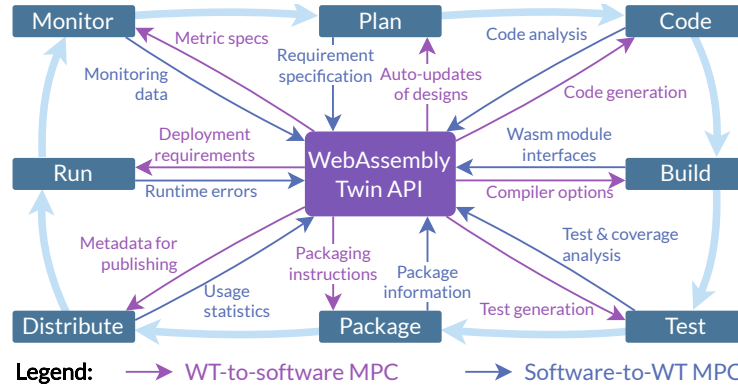 Monitor
Plan
Code
Metric specs
Requirement
specification
Code analysis
Monitoring
data
Auto-updates
of designs
Code generation
Deployment
requirements
WebAssembly
Twin API
Wasm module
interfaces
Run
Build
Runtime errors
Compiler options
Metadata for
publishing
Packaging
instructions
Test & coverage
analysis
Package
information
Usage
statistics
Test generation
Distribute
Package
Test
Legend:
WT-to-software MPC
Software-to-WT MPC